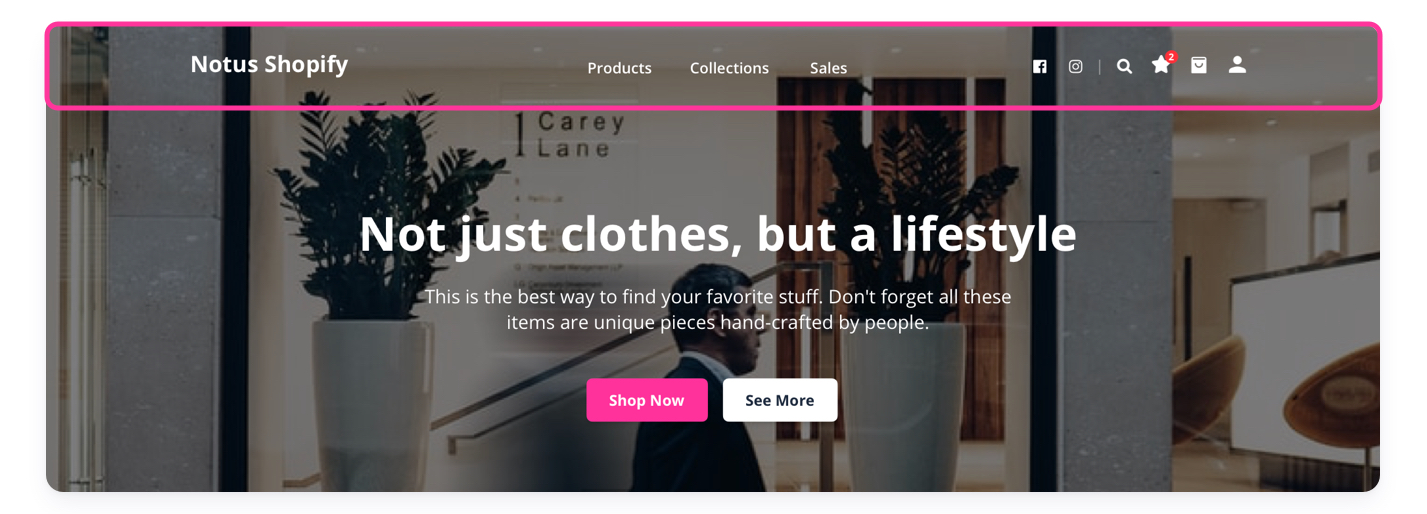 Notus Shopify
Products
Collections
Sales
|
2
1 Carey
Lane
Not just clothes, but a lifestyle
This is the best way to find your favorite stuff. Don't forget all these
items are unique pieces hand-crafted by people.
Shop Now
See More